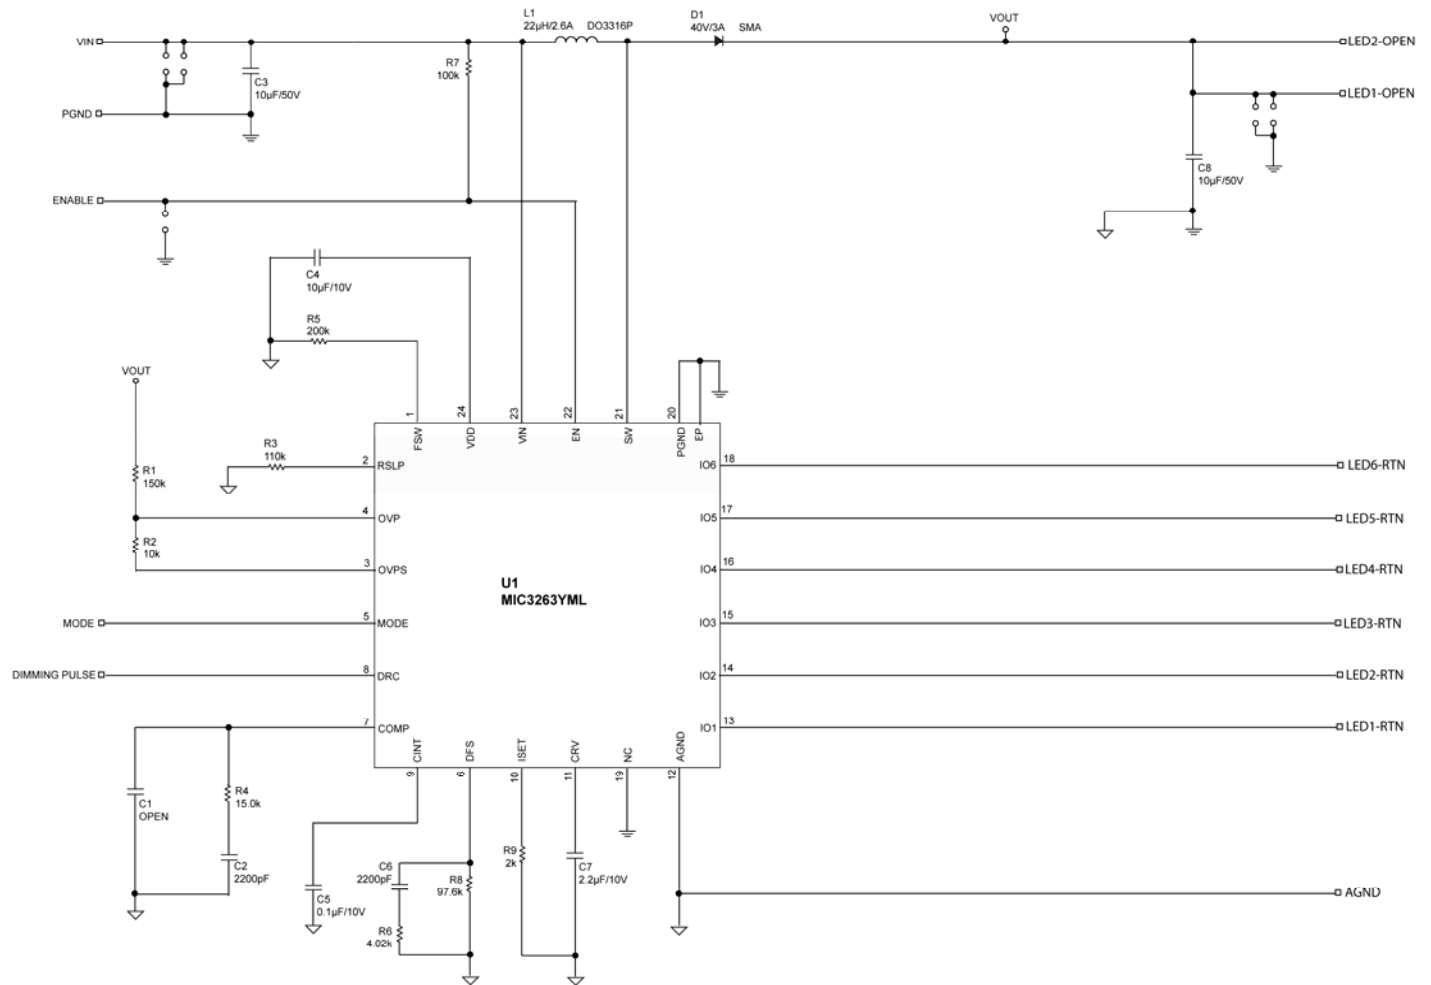 L1
22µH/2.6A DO3316P
D1
40V/3A SMA
VOUT
VIN
LED2-OPEN
R7
100k
C3
10µF/50V
LED1-OPEN
PGND
C8
10µF/50V
ENABLE
C4
10µF/10V
R5
200k
VOUT
1
24
23
22
21
20
FSW
VDD
VIN
EN
SW
PGND
EP
R3
110k
2
RSLP
IO6
18
LED6-RTN
R1
150k
4
OVP
IO5
17
LED5-RTN
R2
10k
3
OVPS
IO4
16
LED4-RTN
U1
MIC3263YML
MODE
5
MODE
IO3
15
LED3-RTN
DIMMING PULSE
8
DRC
IO2
14
LED2-RTN
7
COMP
IO1
13
LED1-RTN
CINT
DFS
ISET
CRV
NC
AGND
9
6
10
11
19
12
C1
OPEN
R4
15.0k
C2
2200pF
C5
0.1µF/10V
C6
2200pF
R8
97.6k
R6
4.02k
R9
2k
C7
2.2µF/10V
AGND